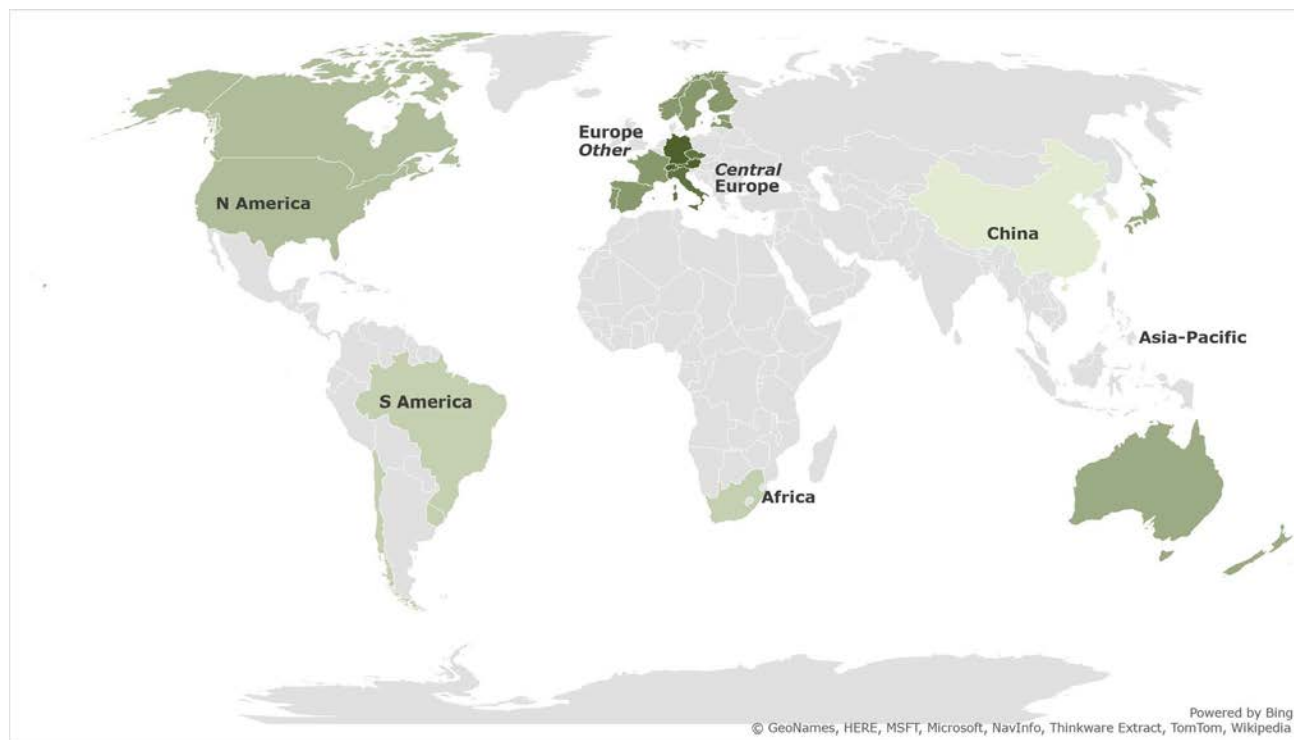 Europe
Other
Central
Europe
N America
China
Asia-Pacific
S America
Africa
Powered by Bing
© GeoNames, HERE, MSFT, Microsoft, NavInfo, Thinkware Extract, TomTom, Wikipedia